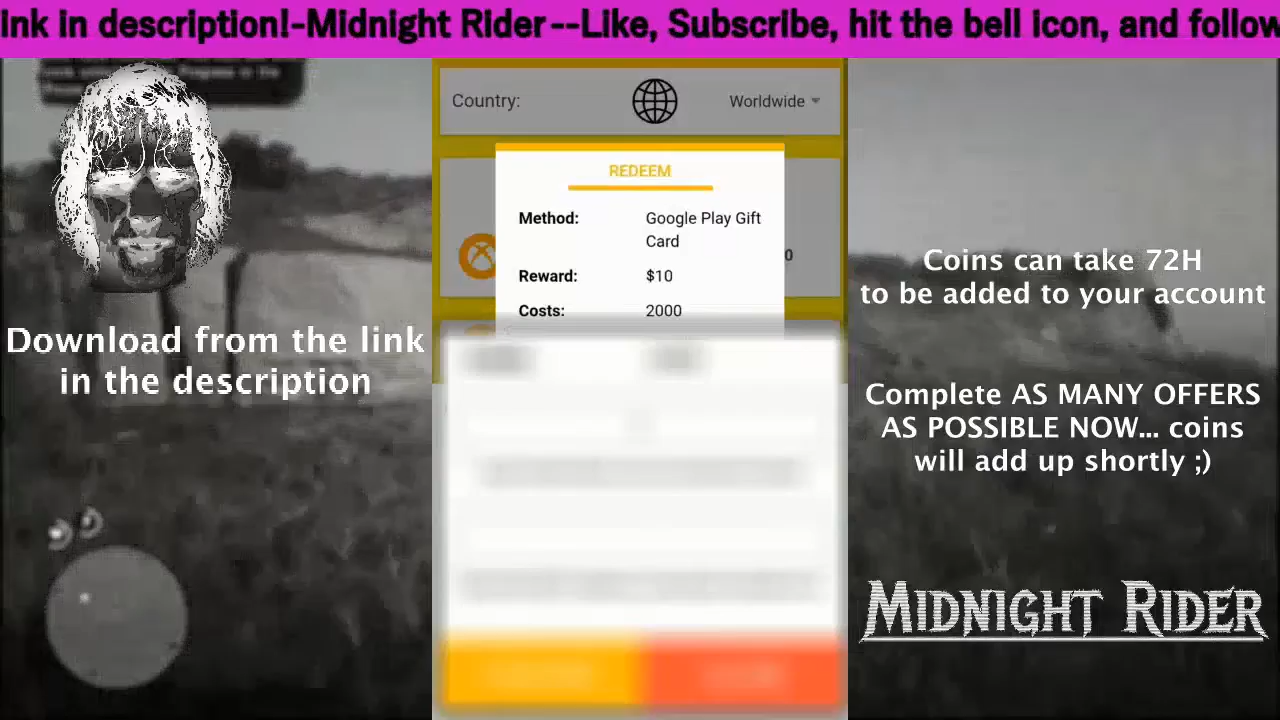 ink in description!-Midnight Rider--Like, Subscribe, hit the bell icon, and follow
Country:
Worldwide
REDEEM
Method:
Google Play Gift
Card
Reward:
$10
Costs:
2000
0
Download from the link
in the description
Coins can take 72H
to be added to your account
Complete AS MANY OFFERS
AS POSSIBLE NOW... coins
will add up shortly ;)
MIDNIGHT RIDER